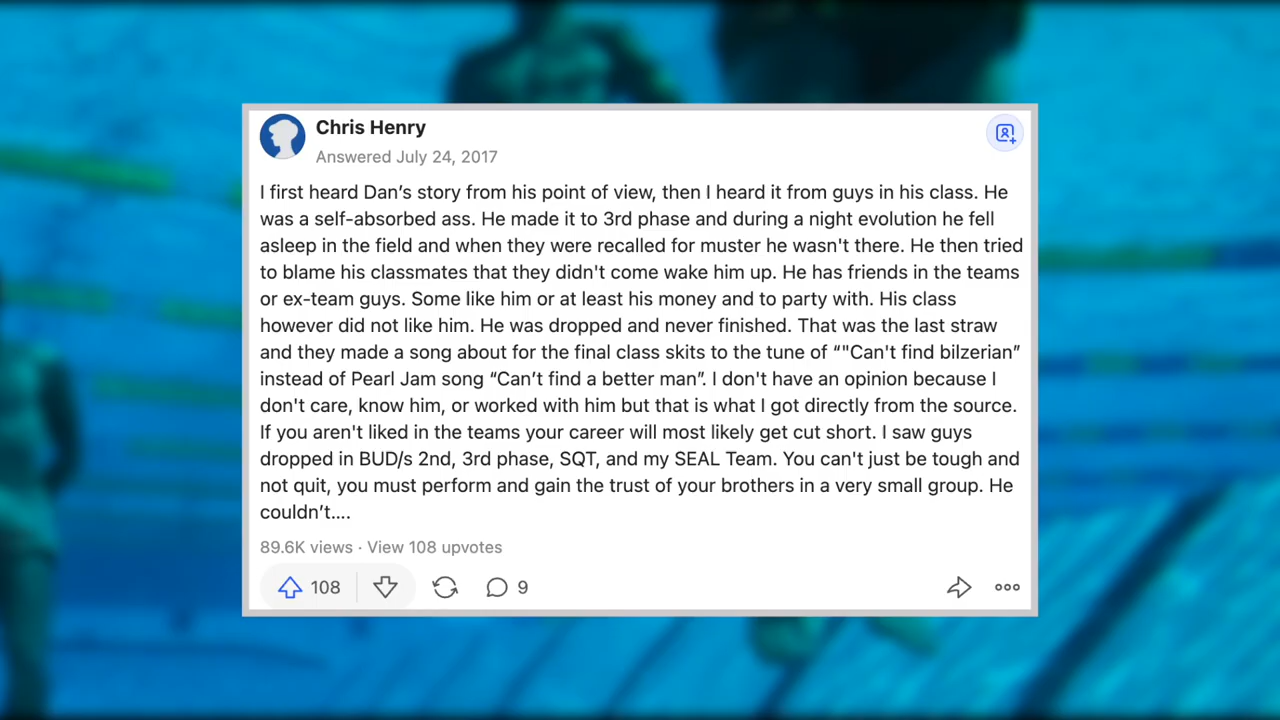 Chris Henry
Answered July 24, 2017
I first heard Dan’s story from his point of view, then I heard it from guys in his class. He
was a self-absorbed ass. He made it to 3rd phase and during a night evolution he fell
asleep in the field and when they were recalled for muster he wasn't there. He then tried
to blame his classmates that they didn't come wake him up. He has friends in the teams
or ex-team guys. Some like him or at least his money and to party with. His class
however did not like him. He was dropped and never finished. That was the last straw
and they made a song about for the final class skits to the tune of “"Can't find bilzerian”
instead of Pearl Jam song “Can’t find a better man”. I don't have an opinion because I
don't care, know him, or worked with him but that is what I got directly from the source.
If you aren't liked in the teams your career will most likely get cut short. I saw guys
dropped in BUD/s 2nd, 3rd phase, SQT, and my SEAL Team. You can't just be tough and
not quit, you must perform and gain the trust of your brothers in a very small group. He
couldn’t....
89.6K views · View 108 upvotes
108
9